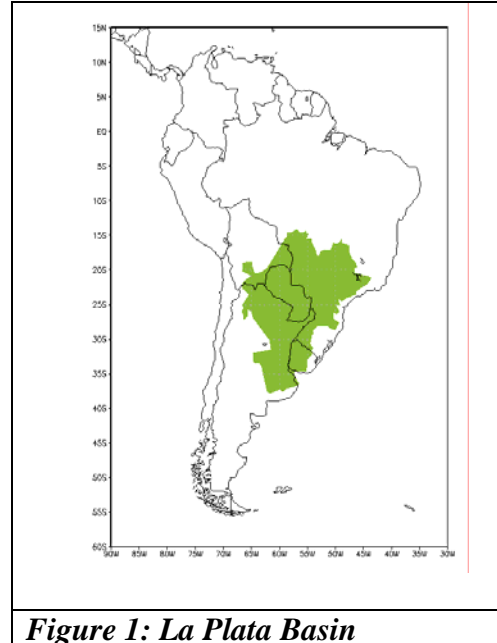 15N
10N
5N
EQ
5S
10S
15S
20S
25S
30S
35S
40S
45S
50S
55S
60S
90W 85W 80W 75W 70W 65W 60W 55W 50W 45W 40W 35W 30W
Figure 1: La Plata Basin